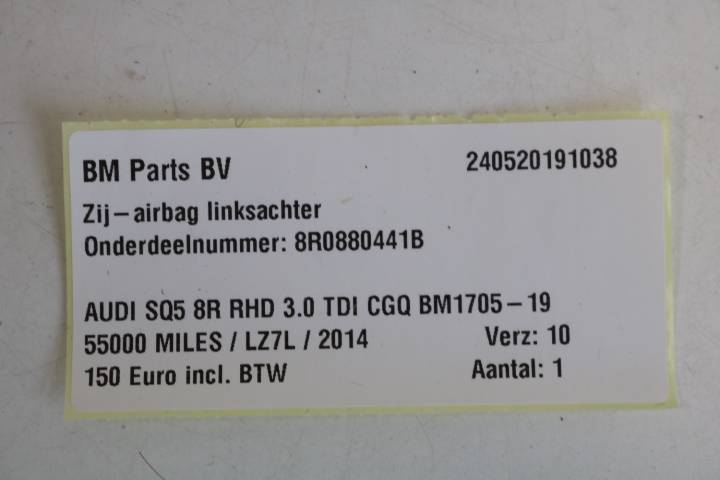 BM Parts BV 240520191038
Zij-airbag linksachter
Onderdeelnummer: 8R0880441B
AUDI SQ5 8R RHD 3.0 TDI CGQ BM1705-19
55000 MILES / LZ7L / 2014 Verz: 10
150 Euro incl. BTW Aantal: 1